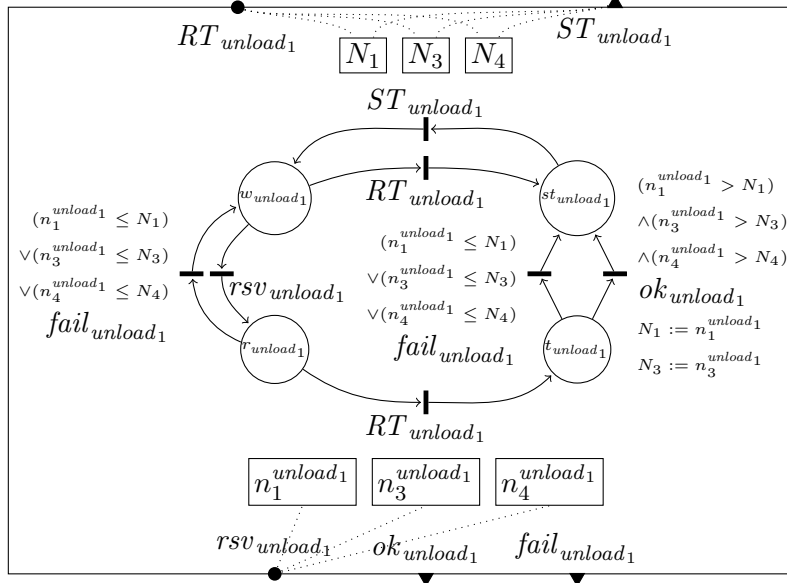 RT_{unload_1} ST_{unload_1}
N_1 N_3 N_4
ST_{unload_1}
w_{unload_1} st_{unload_1}
RT_{unload_1}
(n_1^{unload_1} > N_1)
∧(n_3^{unload_1} > N_3)
∧(n_4^{unload_1} > N_4)
(n_1^{unload_1} ≤ N_1)
∨(n_3^{unload_1} ≤ N_3)
∨(n_4^{unload_1} ≤ N_4)
fail_{unload_1}
rsv_{unload_1}
(n_1^{unload_1} ≤ N_1)
∨(n_3^{unload_1} ≤ N_3)
∨(n_4^{unload_1} ≤ N_4)
fail_{unload_1}
ok_{unload_1}
N_1 := n_1^{unload_1}
N_3 := n_3^{unload_1}
r_{unload_1} t_{unload_1}
RT_{unload_1}
n_1^{unload_1} n_3^{unload_1} n_4^{unload_1}
rsv_{unload_1} ok_{unload_1} fail_{unload_1}